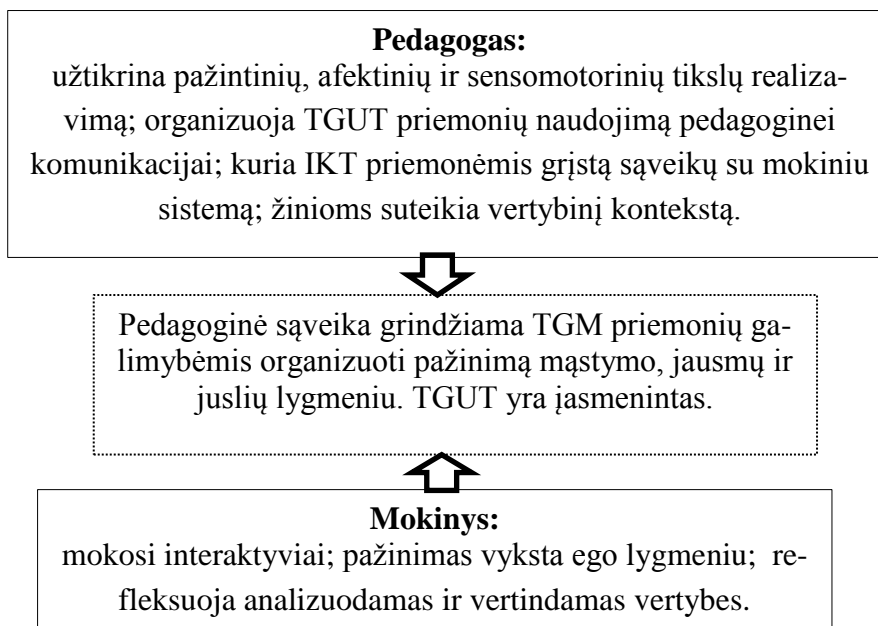 Pedagogas:
užtikrina pažintinių, afektinių ir sensomotorinių tikslų realiza-
vimą; organizuoja TGUT priemonių naudojimą pedagoginei
komunikacijai; kuria IKT priemonėmis grįstą sąveikų su mokiniu
sistemą; žinioms suteikia vertybinį kontekstą.
Pedagoginė sąveika grindžiama TGM priemonių ga-
limybėmis organizuoti pažinimą mąstymo, jausmų ir
juslių lygmeniu. TGUT yra įasmenintas.
Mokinys:
mokosi interaktyviai; pažinimas vyksta ego lygmeniu; re-
fleksuoja analizuodamas ir vertindamas vertybes.